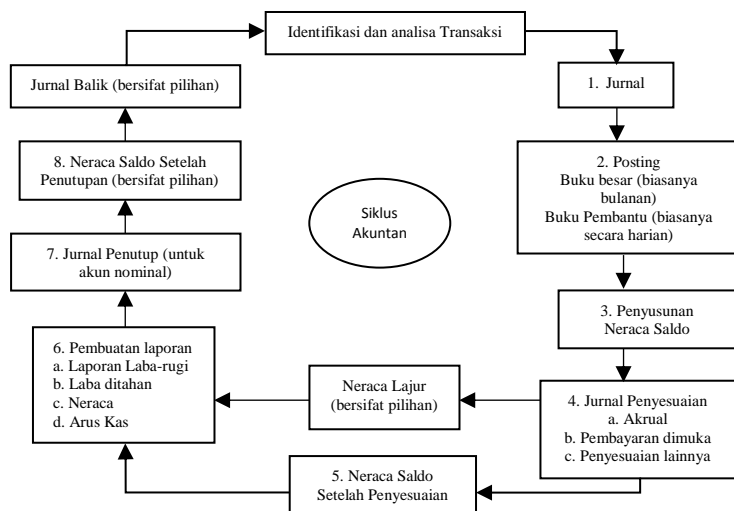 Identifikasi dan analisa Transaksi
1. Jurnal
2. Posting
Buku besar (biasanya
bulanan)
Buku Pembantu (biasanya
secara harian)
3. Penyusunan
Neraca Saldo
4. Jurnal Penyesuaian
a. Akrual
b. Pembayaran dimuka
c. Penyesuaian lainnya
Neraca Lajur
(bersifat pilihan)
5. Neraca Saldo
Setelah Penyesuaian
6. Pembuatan laporan
a. Laporan Laba-rugi
b. Laba ditahan
c. Neraca
d. Arus Kas
7. Jurnal Penutup (untuk
akun nominal)
8. Neraca Saldo Setelah
Penutupan (bersifat pilihan)
Jurnal Balik (bersifat pilihan)
Siklus
Akuntan